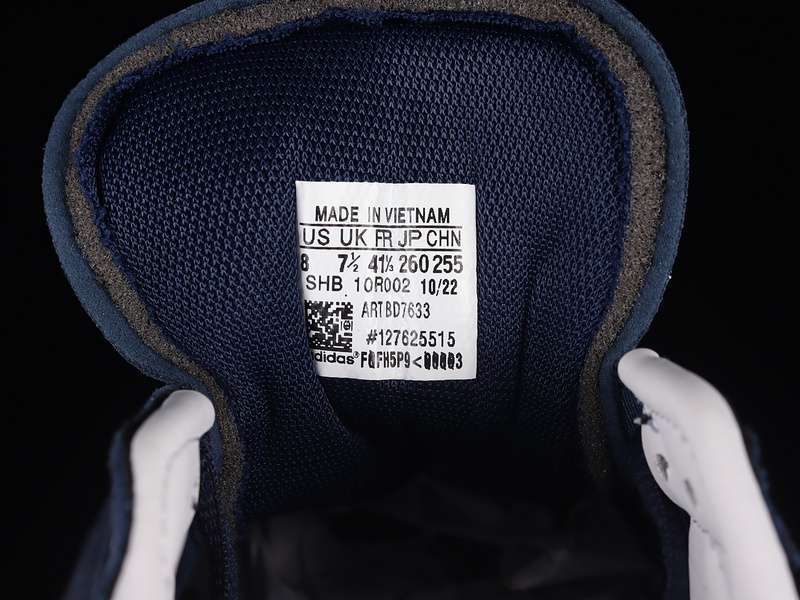 MADE IN VIETNAM
US UK FR JP CHN
8 7½ 41⅓ 260 255
SHB 10R002 10/22
ART BD7633
#127625515
adidas®